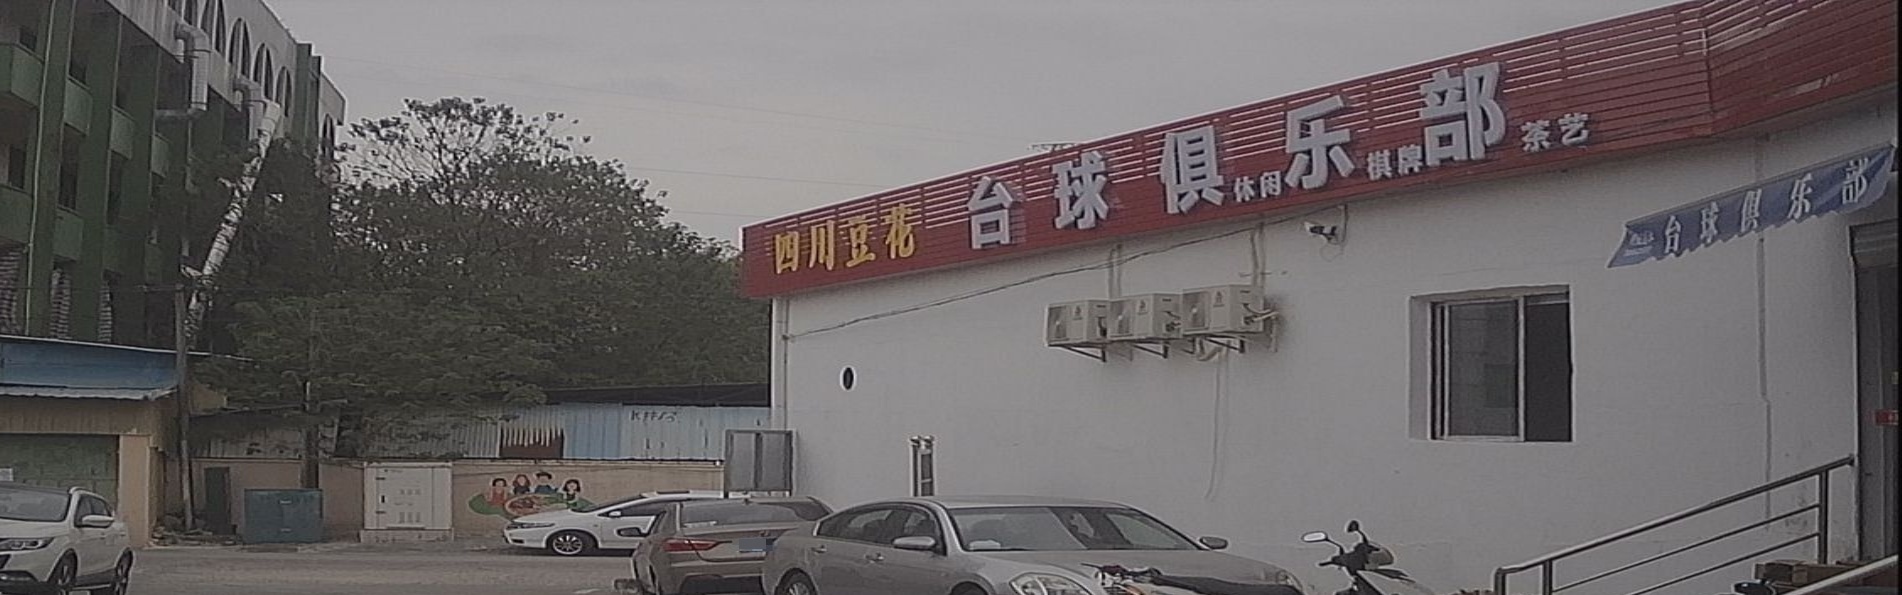 四川豆花
台球俱乐部
休闲 棋牌 茶艺
台球俱乐部